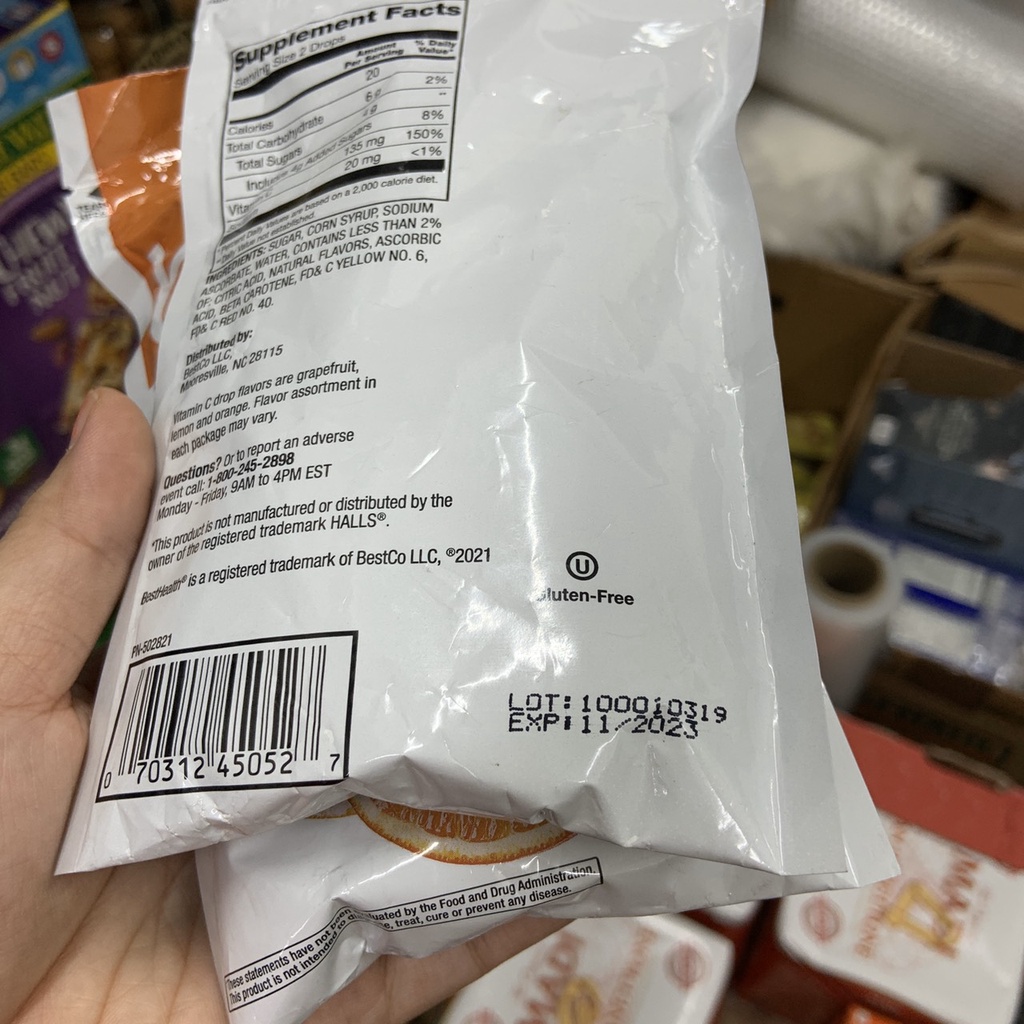 Supplement Facts
Serving Size 2 Drops
Amount Per Serving
% Daily Value*
Calories 20 2%
Total Carbohydrate 6 g --
Total Sugars 4 g 8%
Includes 4g Added Sugars 135 mg 150%
20 mg <1%
*Percent Daily Values are based on a 2,000 calorie diet.
Daily Value not established.
INGREDIENTS: SUGAR, CORN SYRUP, SODIUM
ASCORBATE, WATER, CONTAINS LESS THAN 2%
OF: CITRIC ACID, NATURAL FLAVORS, ASCORBIC
ACID, BETA CAROTENE, FD& C YELLOW NO. 6,
FD& C RED NO. 40.
Distributed by:
BestCo LLC,
Mooresville, NC 28115
Vitamin C drop flavors are grapefruit,
lemon and orange. Flavor assortment in
each package may vary.
Questions? Or to report an adverse
event call: 1-800-245-2898
Monday - Friday, 9AM to 4PM EST
*This product is not manufactured or distributed by the
owner of the registered trademark HALLS®.
BestHealth® is a registered trademark of BestCo LLC, ®2021
U
Gluten-Free
PN-502821
0 70312 45052 7
LOT:100010319
EXP:11/2023
These statements have not been evaluated by the Food and Drug Administration.
This product is not intended to treat, cure or prevent any disease.